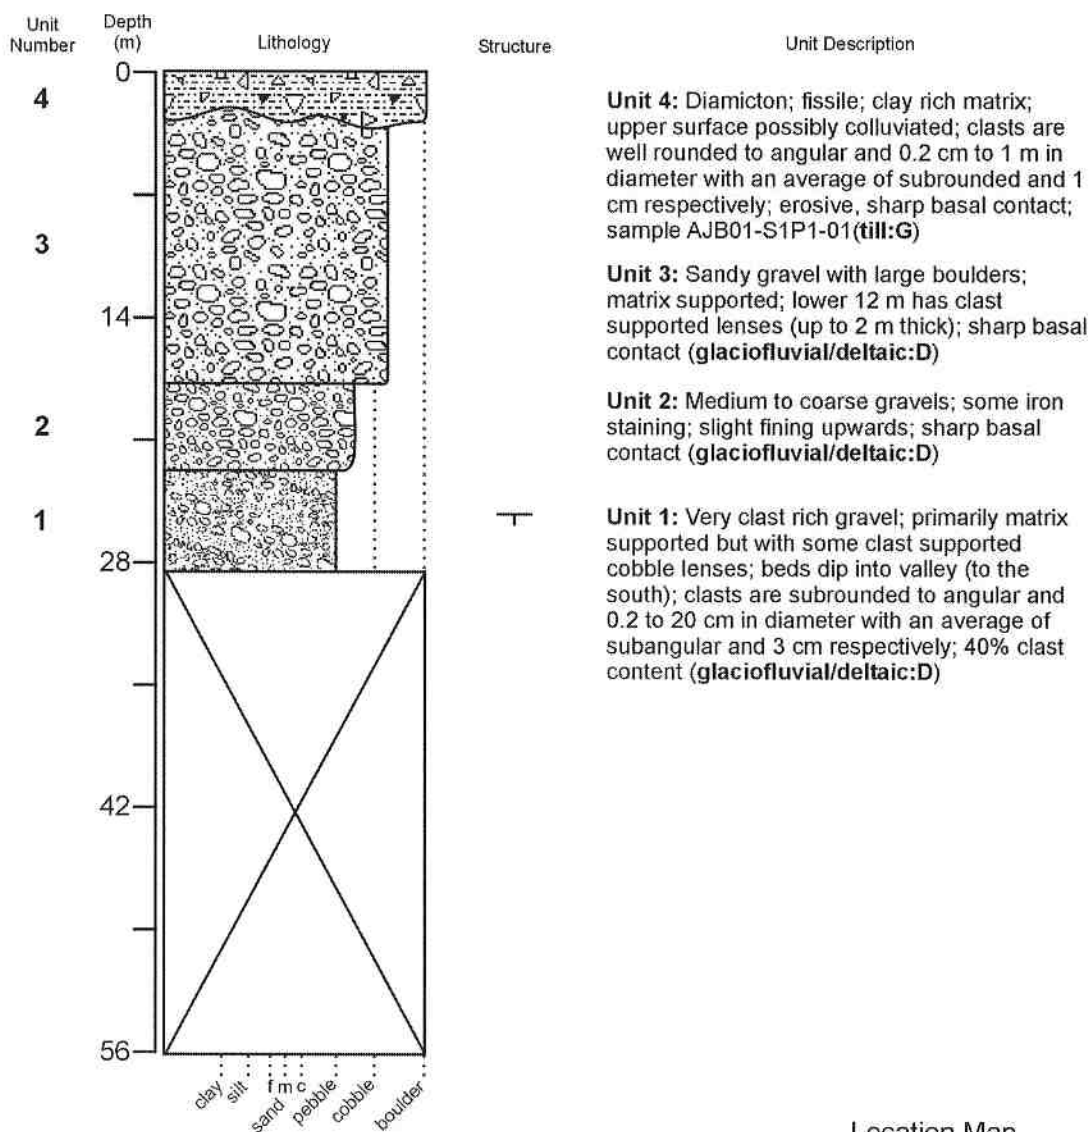 Unit
Number
Depth
(m)
Lithology
Structure
Unit Description
0
14
28
42
56
4
3
2
1
Unit 4: Diamicton; fissile; clay rich matrix;
upper surface possibly colluviated; clasts are
well rounded to angular and 0.2 cm to 1 m in
diameter with an average of subrounded and 1
cm respectively; erosive, sharp basal contact;
sample AJB01-S1P1-01(till:G)
Unit 3: Sandy gravel with large boulders;
matrix supported; lower 12 m has clast
supported lenses (up to 2 m thick); sharp basal
contact (glaciofluvial/deltaic:D)
Unit 2: Medium to coarse gravels; some iron
staining; slight fining upwards; sharp basal
contact (glaciofluvial/deltaic:D)
Unit 1: Very clast rich gravel; primarily matrix
supported but with some clast supported
cobble lenses; beds dip into valley (to the
south); clasts are subrounded to angular and
0.2 to 20 cm in diameter with an average of
subangular and 3 cm respectively; 40% clast
content (glaciofluvial/deltaic:D)
clay
silt
f m c
sand
pebble
cobble
boulder
Location Map